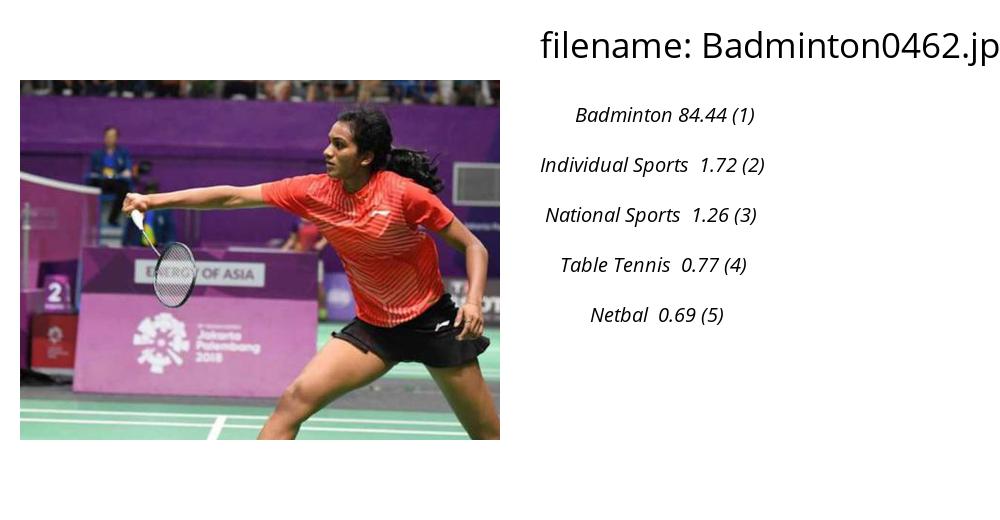 filename: Badminton0462.jp
Badminton 84.44 (1)
Individual Sports 1.72 (2)
National Sports 1.26 (3)
Table Tennis 0.77 (4)
Netbal 0.69 (5)
ENERGY OF ASIA
2
Jakarta
Palembang
2018